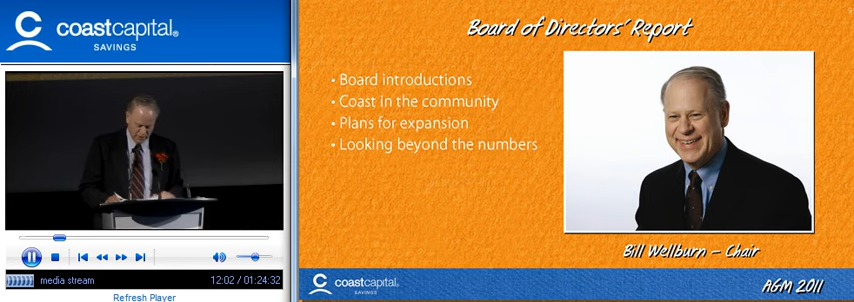 coastcapital®
SAVINGS
media stream
12:02 / 01:24:32
Refresh Player
Board of Directors' Report
• Board introductions
• Coast in the community
• Plans for expansion
• Looking beyond the numbers
Bill Wellburn – Chair
coastcapital®
SAVINGS
AGM 2011